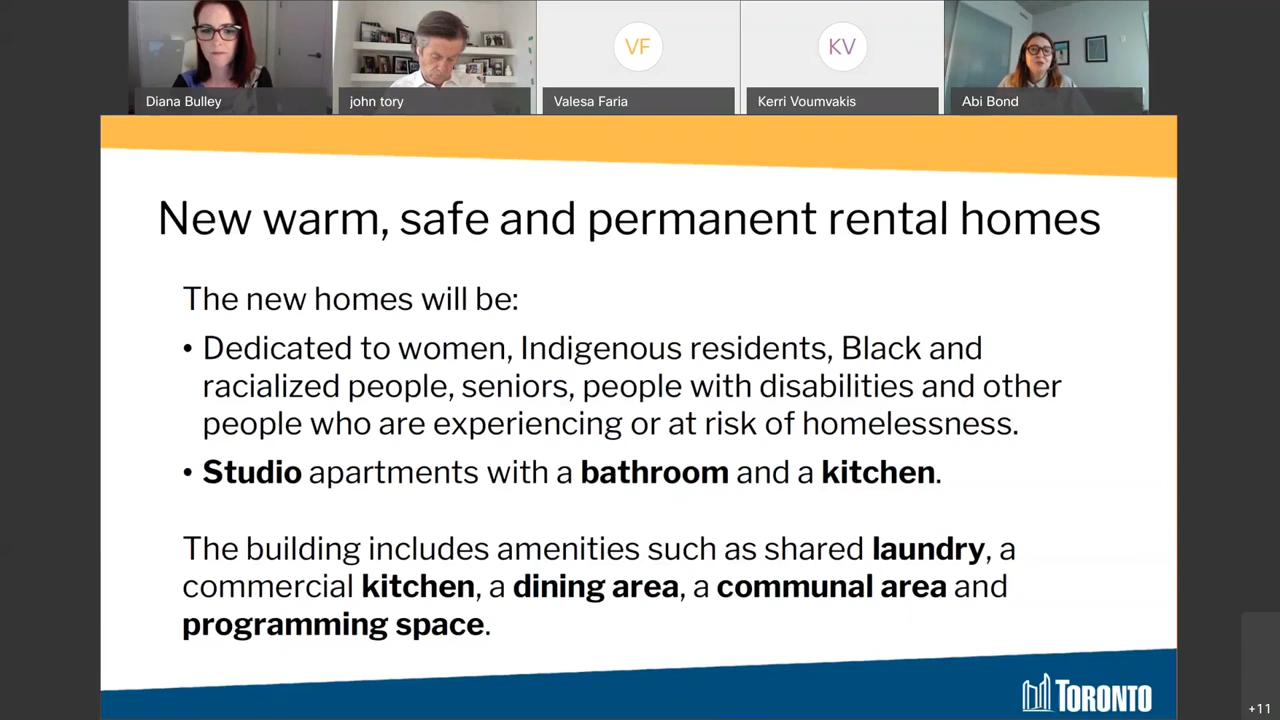 VF
KV
Diana Bulley
john tory
Valesa Faria
Kerri Voumvakis
Abi Bond
New warm, safe and permanent rental homes
The new homes will be:
• Dedicated to women, Indigenous residents, Black and
racialized people, seniors, people with disabilities and other
people who are experiencing or at risk of homelessness.
• Studio apartments with a bathroom and a kitchen.
The building includes amenities such as shared laundry, a
commercial kitchen, a dining area, a communal area and
programming space.
TORONTO
+11